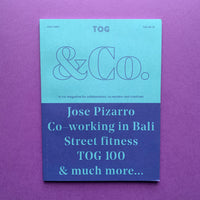 TOG
&Co.
Jose Pizarro
Co-working in Bali
Street fitness
TOG 100
& much more...